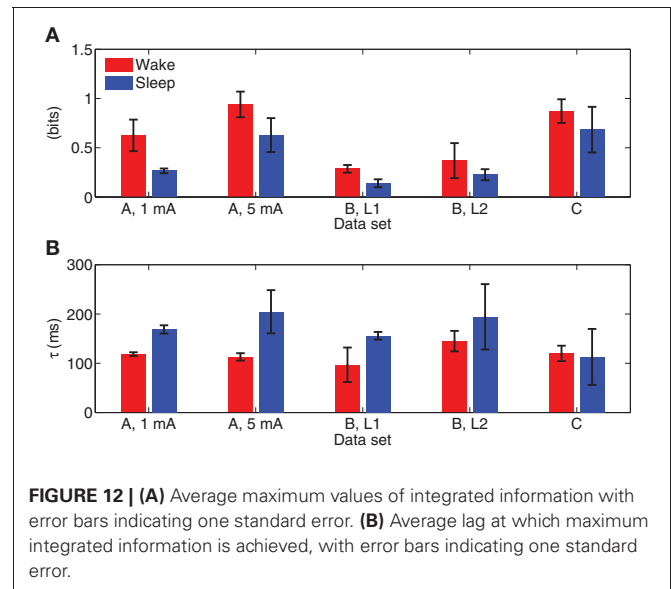 A
1.5
1
0.5
0
(bits)
Wake
Sleep
A, 1 mA A, 5 mA B, L1 B, L2 C
Data set
B
300
200
100
0
τ (ms)
A, 1 mA A, 5 mA B, L1 B, L2 C
Data set
FIGURE 12 | (A) Average maximum values of integrated information with
error bars indicating one standard error. (B) Average lag at which maximum
integrated information is achieved, with error bars indicating one standard
error.